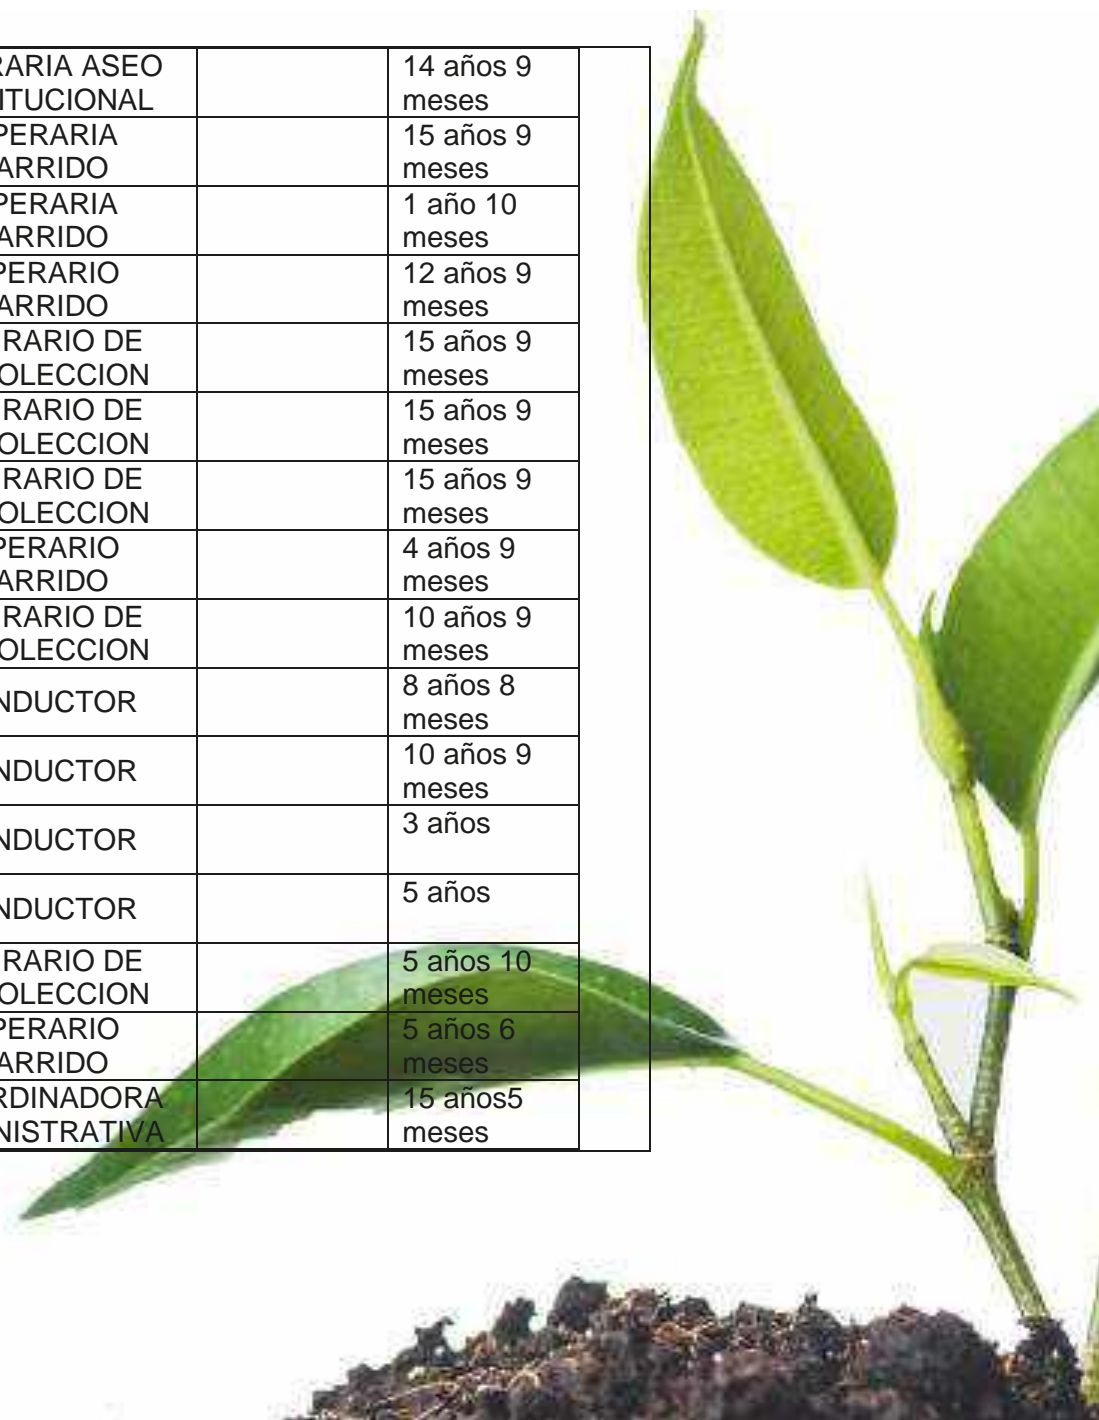 RARIA ASEO
ITUCIONAL
14 años 9
meses
PERARIA
ARRIDO
15 años 9
meses
PERARIA
ARRIDO
1 año 10
meses
PERARIO
ARRIDO
12 años 9
meses
RARIO DE
OLECCION
15 años 9
meses
RARIO DE
OLECCION
15 años 9
meses
RARIO DE
OLECCION
15 años 9
meses
PERARIO
ARRIDO
4 años 9
meses
RARIO DE
OLECCION
10 años 9
meses
NDUCTOR
8 años 8
meses
NDUCTOR
10 años 9
meses
NDUCTOR
3 años
NDUCTOR
5 años
RARIO DE
OLECCION
5 años 10
meses
PERARIO
ARRIDO
5 años 6
meses
RDINADORA
NISTRATIVA
15 años5
meses